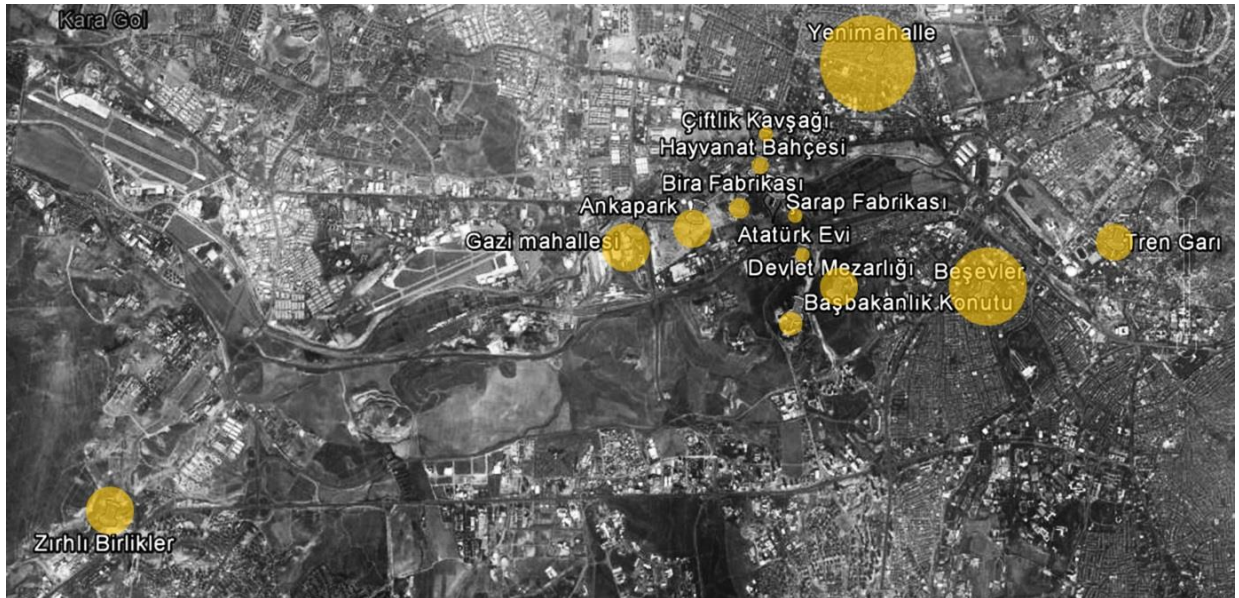 Kara Gol
Yenimahalle
Çiftlik Kavşağı
Hayvanat Bahçesi
Bira Fabrikası
Ankapark
Sarap Fabrikası
Gazi mahallesi
Atatürk Evi
Tren Garı
Devlet Mezarlığı
Beşevler
Başbakanlık Konutu
Zırhlı Birlikler